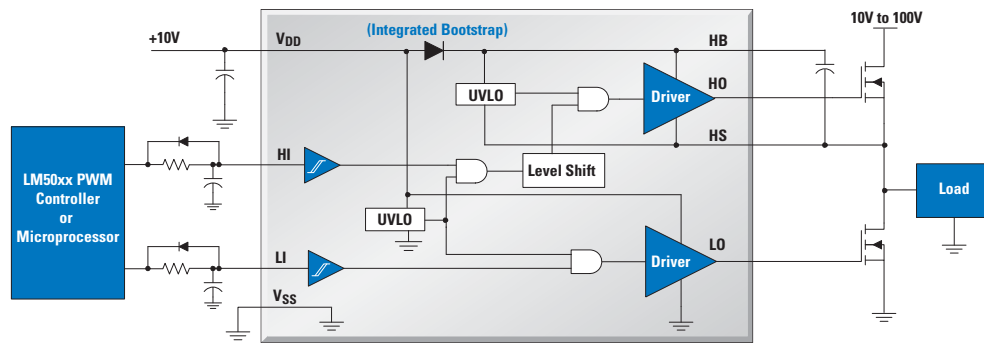 (Integrated Bootstrap)
10V to 100V
+10V
VDD
HB
UVLO
Driver
HO
HS
HI
Level Shift
LM50xx PWM
Controller
or
Microprocessor
Load
UVLO
LI
Driver
LO
VSS